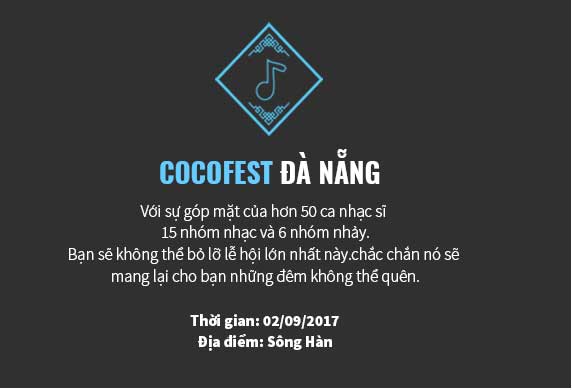 COCOFEST ĐÀ NẴNG
Với sự góp mặt của hơn 50 ca nhạc sĩ
15 nhóm nhạc và 6 nhóm nhảy.
Bạn sẽ không thể bỏ lỡ lễ hội lớn nhất này.chắc chắn nó sẽ
mang lại cho bạn những đêm không thể quên.
Thời gian: 02/09/2017
Địa điểm: Sông Hàn